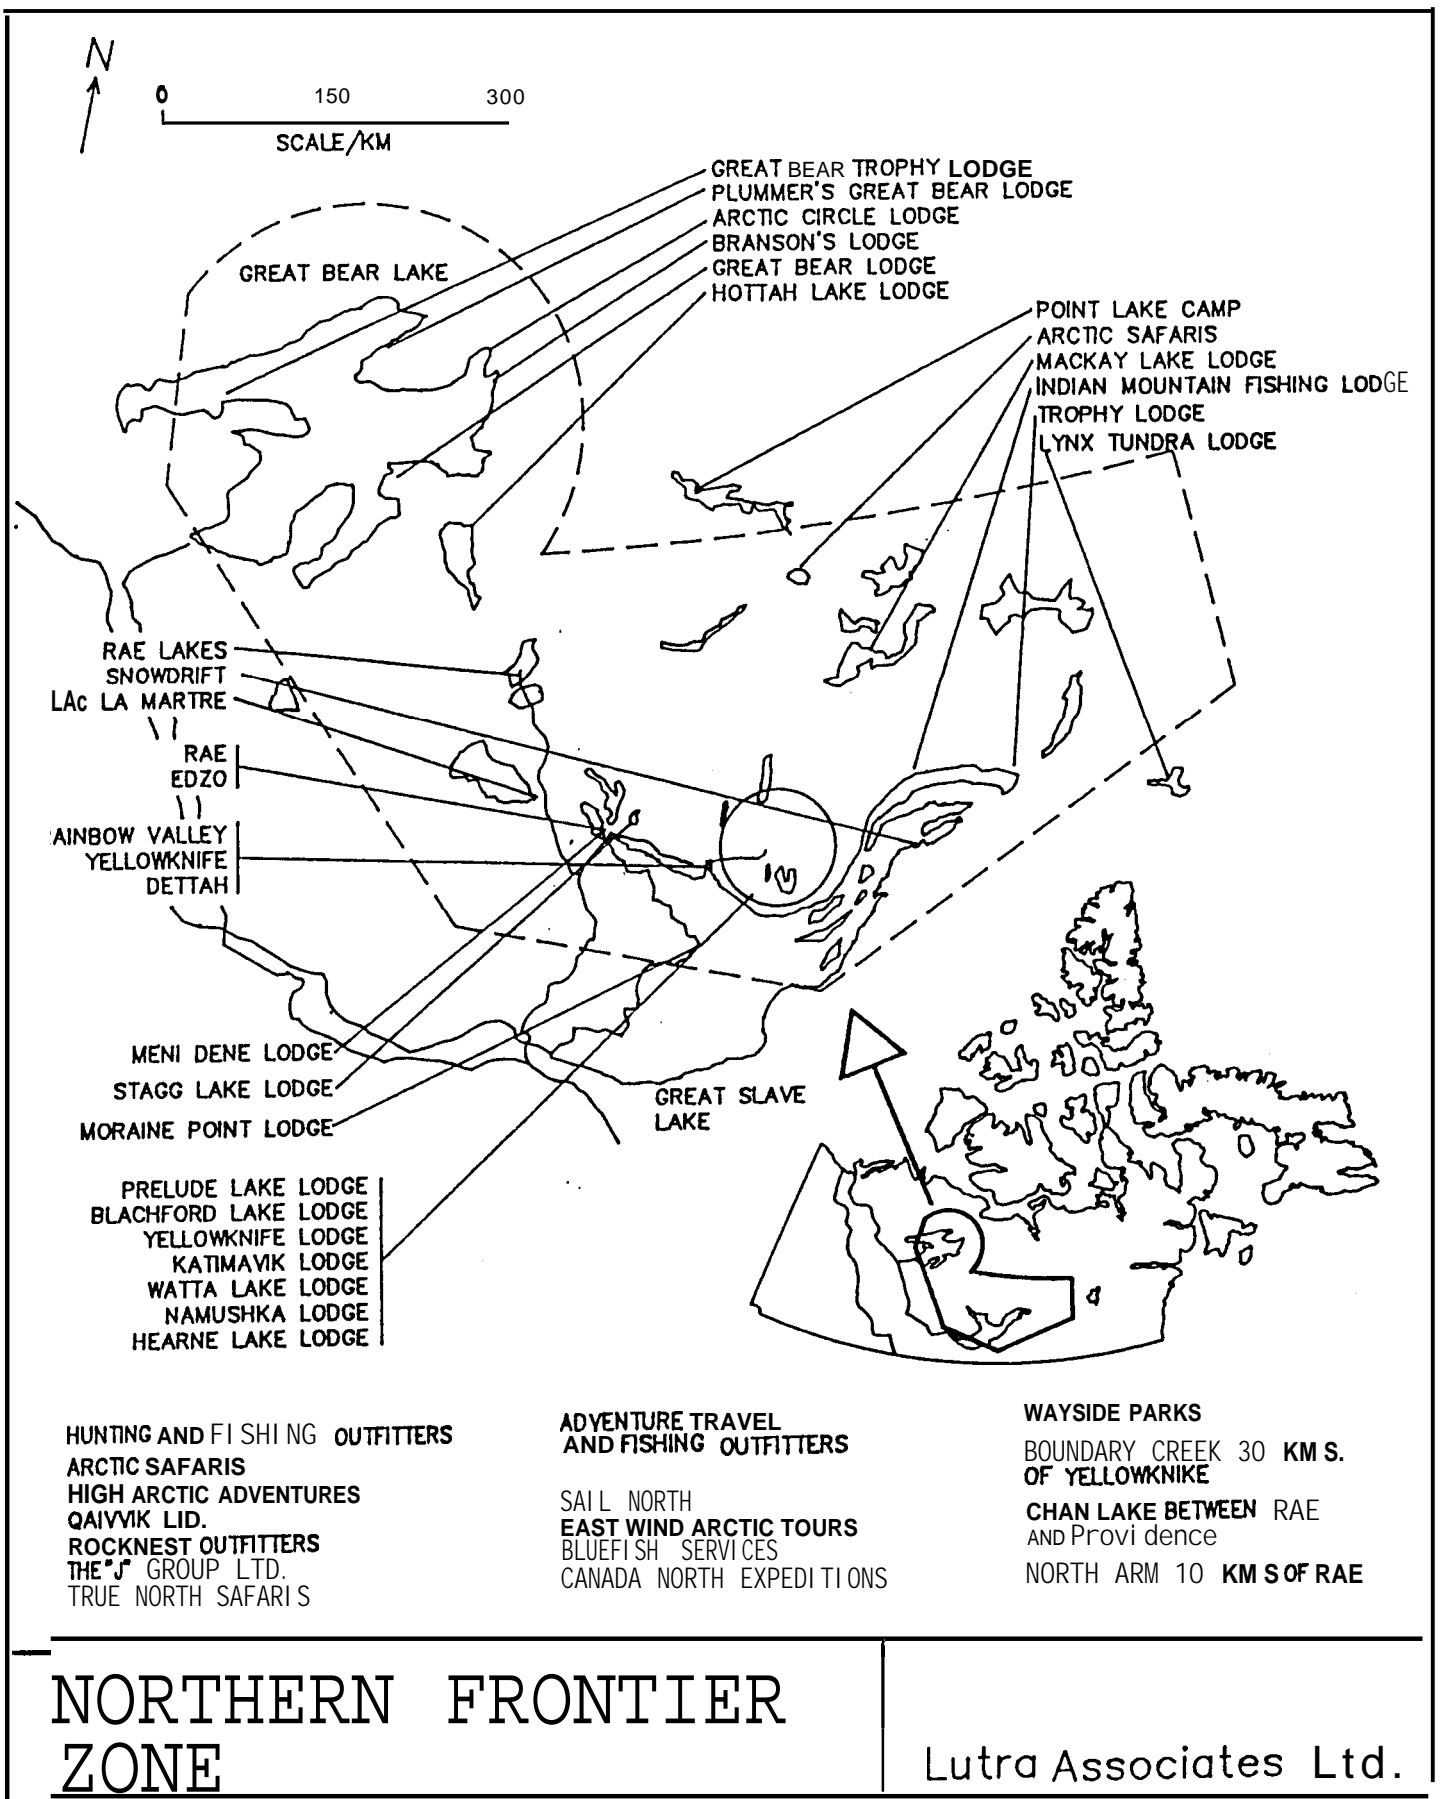 N
0 150 300
SCALE/KM
GREAT BEAR TROPHY LODGE
PLUMMER'S GREAT BEAR LODGE
ARCTIC CIRCLE LODGE
BRANSON'S LODGE
GREAT BEAR LODGE
HOTTAH LAKE LODGE
GREAT BEAR LAKE
POINT LAKE CAMP
ARCTIC SAFARIS
MACKAY LAKE LODGE
INDIAN MOUNTAIN FISHING LODGE
TROPHY LODGE
LYNX TUNDRA LODGE
RAE LAKES
SNOWDRIFT
LAc LA MARTRE
RAE
EDZO
AINBOW VALLEY
YELLOWKNIFE
DETTAH
MENI DENE LODGE
STAGG LAKE LODGE
MORAINE POINT LODGE
GREAT SLAVE
LAKE
PRELUDE LAKE LODGE
BLACHFORD LAKE LODGE
YELLOWKNIFE LODGE
KATIMAVIK LODGE
WATTA LAKE LODGE
NAMUSHKA LODGE
HEARNE LAKE LODGE
HUNTING AND FISHING OUTFITTERS
ARCTIC SAFARIS
HIGH ARCTIC ADVENTURES
QAIVVIK LID.
ROCKNEST OUTFITTERS
THE "J" GROUP LTD.
TRUE NORTH SAFARIS
ADVENTURE TRAVEL
AND FISHING OUTFITTERS
SAIL NORTH
EAST WIND ARCTIC TOURS
BLUEFISH SERVICES
CANADA NORTH EXPEDITIONS
WAYSIDE PARKS
BOUNDARY CREEK 30 KM S.
OF YELLOWKNIKE
CHAN LAKE BETWEEN RAE
AND Providence
NORTH ARM 10 KM S OF RAE
NORTHERN FRONTIER
ZONE
Lutra Associates Ltd.